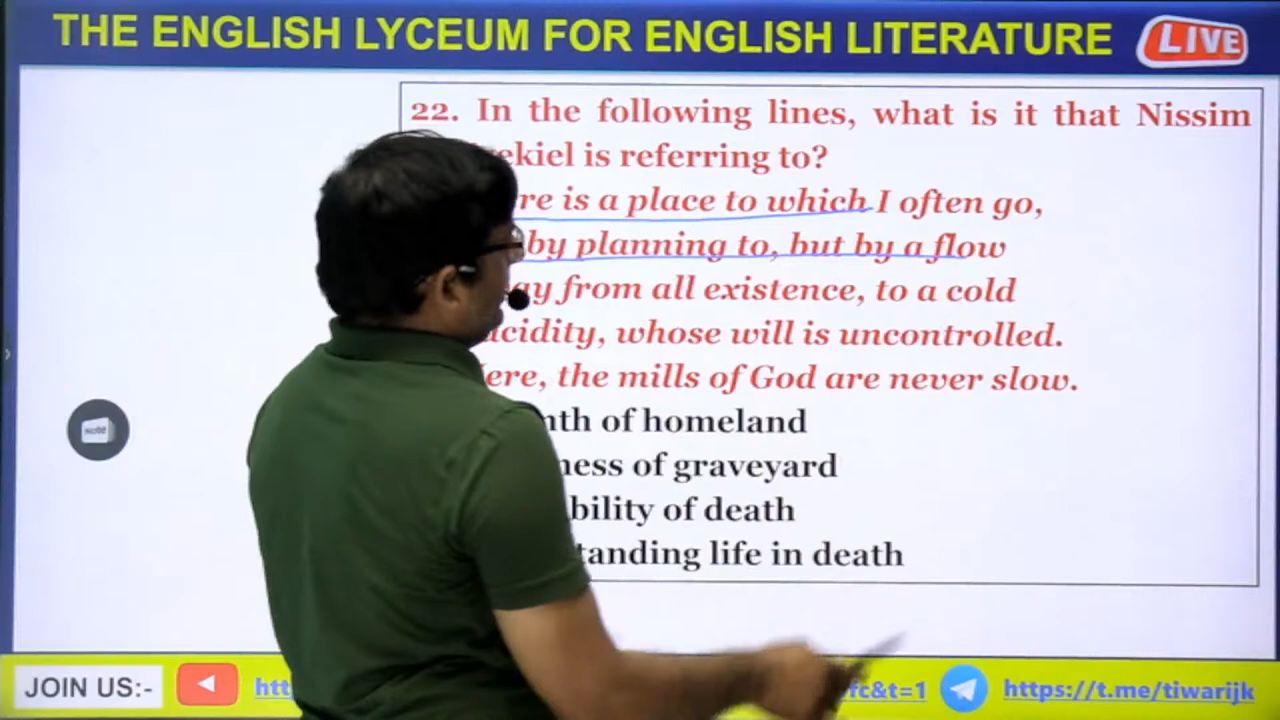 THE ENGLISH LYCEUM FOR ENGLISH LITERATURE
LIVE
22. In the following lines, what is it that Nissim
ekiel is referring to?
re is a place to which I often go,
by planning to, but by a flow
ay from all existence, to a cold
cidity, whose will is uncontrolled.
ere, the mills of God are never slow.
nth of homeland
ness of graveyard
bility of death
tanding life in death
Note
JOIN US:-
htt
fc&t=1
https://t.me/tiwarijk